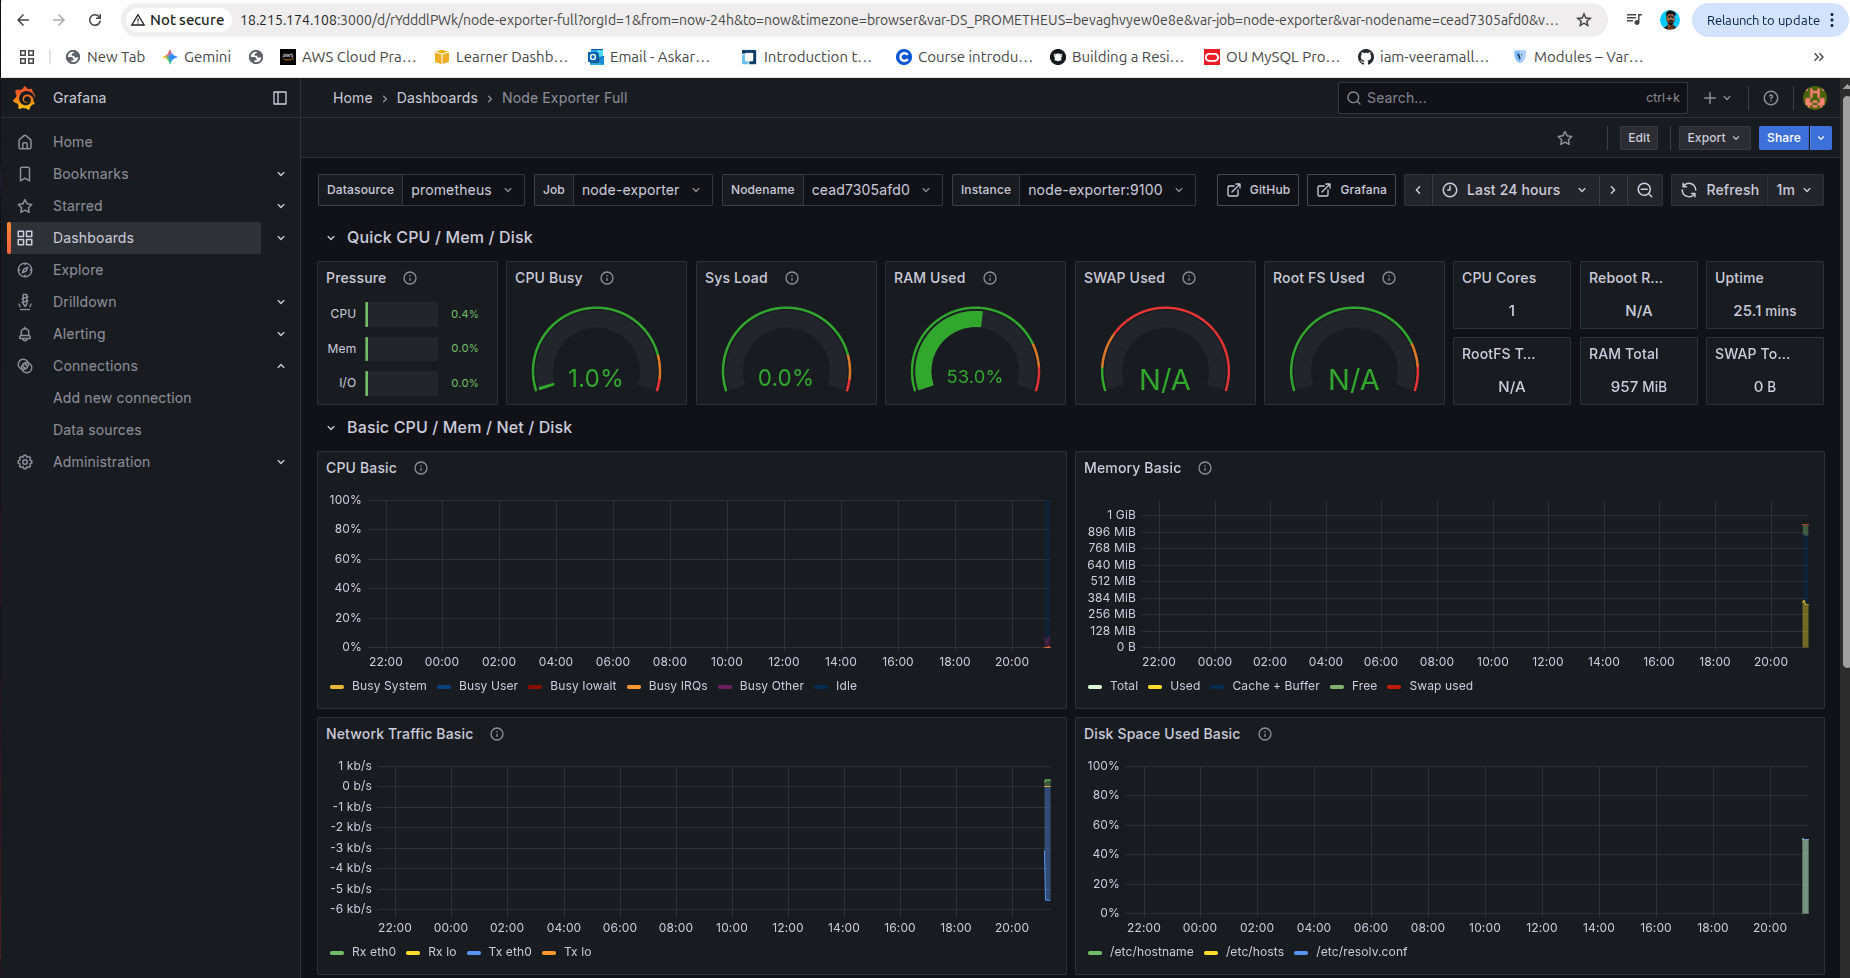 Not secure 18.215.174.108:3000/d/rYdddlPWk/node-exporter-full?orgId=1&from=now-24h&to=now&timezone=browser&var-DS_PROMETHEUS=bevaghvyew0e8e&var-job=node-exporter&var-nodename=cead7305afd0&v... Relaunch to update
New Tab Gemini AWS Cloud Pra... Learner Dashb... Email - Askar... Introduction t... Course introdu... Building a Resi... OU MySQL Pro... iam-veeramall... Modules – Var... »
Grafana
Home › Dashboards › Node Exporter Full
Search... ctrl+k
Edit Export Share
Home
Bookmarks
Starred
Dashboards
Explore
Drilldown
Alerting
Connections
Add new connection
Data sources
Administration
Datasource prometheus Job node-exporter Nodename cead7305afd0 Instance node-exporter:9100 GitHub Grafana Last 24 hours Refresh 1m
Quick CPU / Mem / Disk
Pressure
CPU 0.4%
Mem 0.0%
I/O 0.0%
CPU Busy
1.0%
Sys Load
0.0%
RAM Used
53.0%
SWAP Used
N/A
Root FS Used
N/A
CPU Cores
1
Reboot R...
N/A
Uptime
25.1 mins
RootFS T...
N/A
RAM Total
957 MiB
SWAP To...
0 B
Basic CPU / Mem / Net / Disk
CPU Basic
100%
80%
60%
40%
20%
0%
22:00 00:00 02:00 04:00 06:00 08:00 10:00 12:00 14:00 16:00 18:00 20:00
Busy System Busy User Busy Iowait Busy IRQs Busy Other Idle
Memory Basic
1 GiB
896 MiB
768 MiB
640 MiB
512 MiB
384 MiB
256 MiB
128 MiB
0 B
22:00 00:00 02:00 04:00 06:00 08:00 10:00 12:00 14:00 16:00 18:00 20:00
Total Used Cache + Buffer Free Swap used
Network Traffic Basic
1 kb/s
0 b/s
-1 kb/s
-2 kb/s
-3 kb/s
-4 kb/s
-5 kb/s
-6 kb/s
22:00 00:00 02:00 04:00 06:00 08:00 10:00 12:00 14:00 16:00 18:00 20:00
Rx eth0 Rx lo Tx eth0 Tx lo
Disk Space Used Basic
100%
80%
60%
40%
20%
0%
22:00 00:00 02:00 04:00 06:00 08:00 10:00 12:00 14:00 16:00 18:00 20:00
/etc/hostname /etc/hosts /etc/resolv.conf